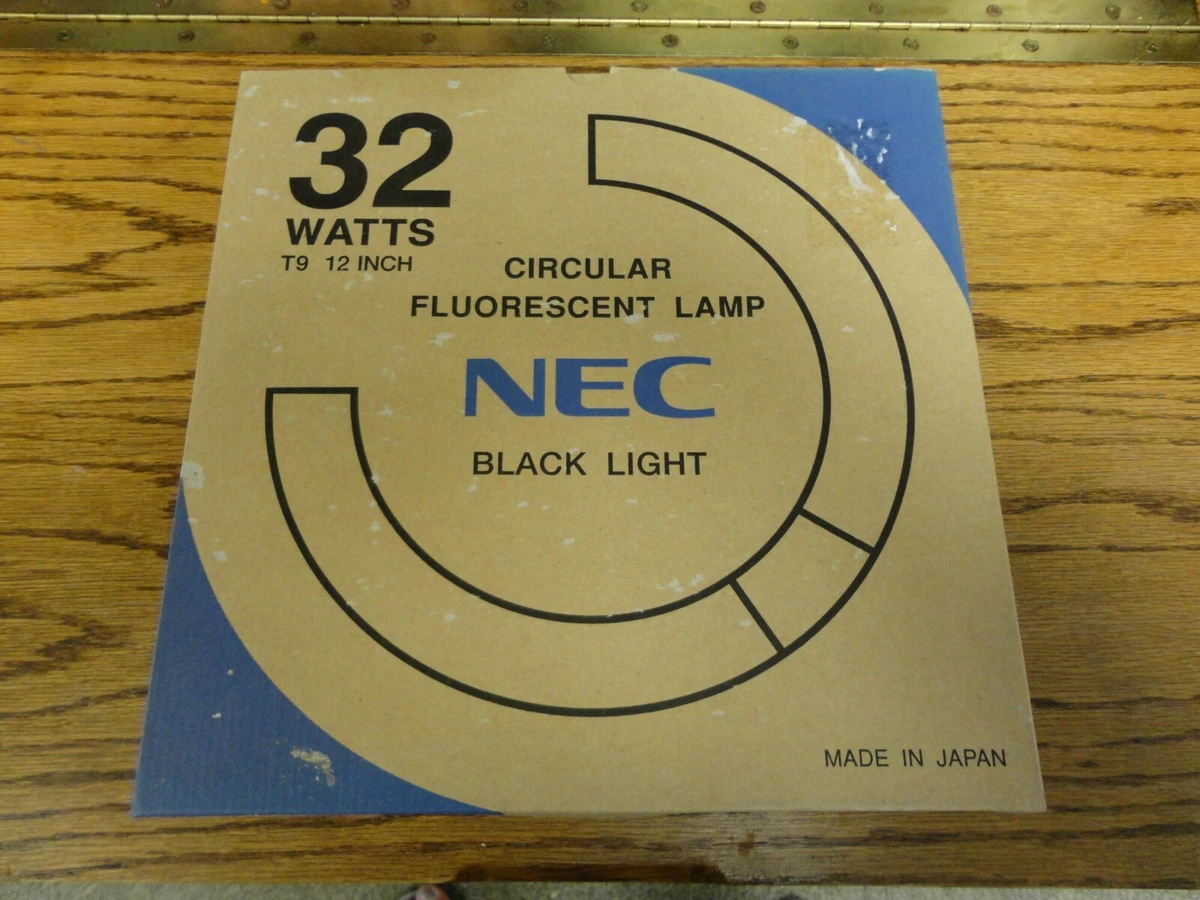 32
WATTS
T9 12 INCH
CIRCULAR
FLUORESCENT LAMP
NEC
BLACK LIGHT
MADE IN JAPAN